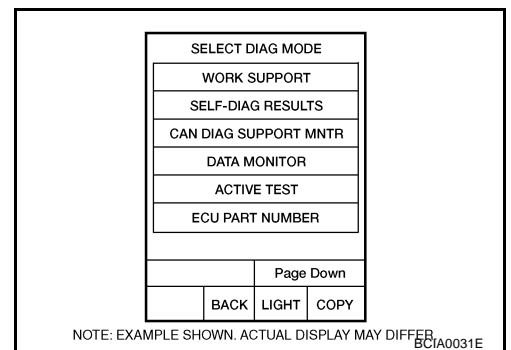 SELECT DIAG MODE
WORK SUPPORT
SELF-DIAG RESULTS
CAN DIAG SUPPORT MNTR
DATA MONITOR
ACTIVE TEST
ECU PART NUMBER
Page Down
BACK LIGHT COPY
NOTE: EXAMPLE SHOWN. ACTUAL DISPLAY MAY DIFFER.
BCIA0031E